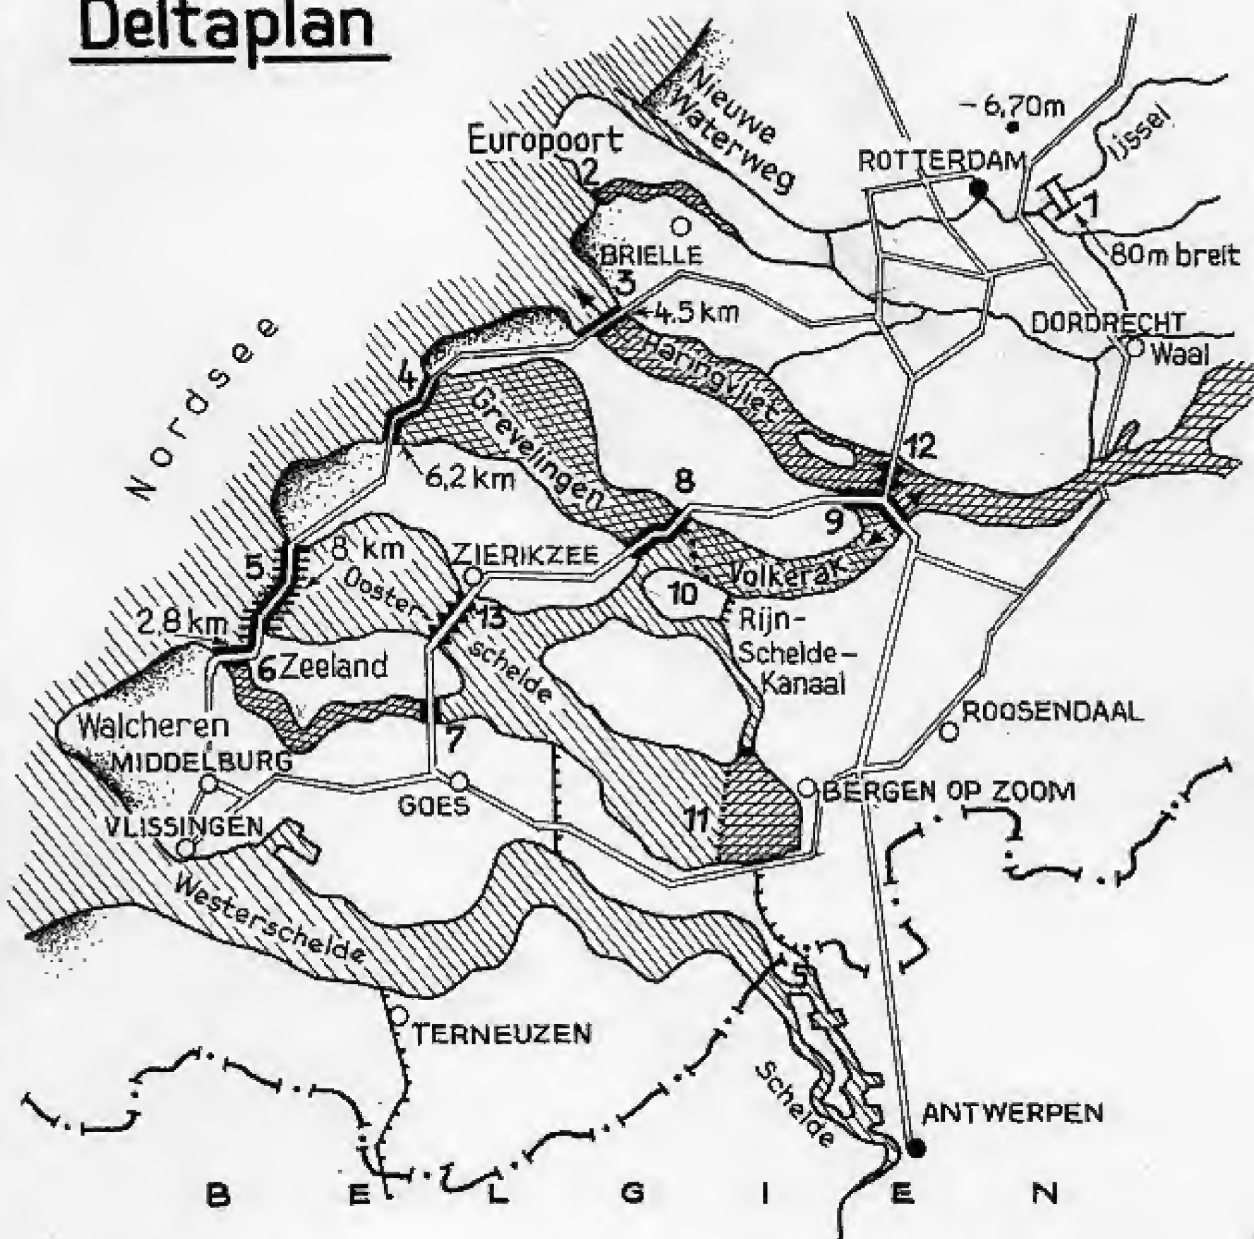 Deltaplan
Nieuwe
Waterweg
- 6,70m
Ijssel
Europoort
ROTTERDAM
2
1
BRIELLE
80m breit
3
4,5 km
DORDRECHT
Waal
Haringvliet
Nordsee
4
Grevelingen
12
6,2 km
8
9
5
8 km
ZIERIKZEE
Volkerak
10
Ooster
schelde
2,8 km
13
Rijn-
Schelde-
Kanaal
6 Zeeland
Walcheren
7
ROOSENDAAL
MIDDELBURG
GOES
BERGEN OP ZOOM
11
VLISSINGEN
Westerschelde
TERNEUZEN
Schelde
ANTWERPEN
BELGIEN